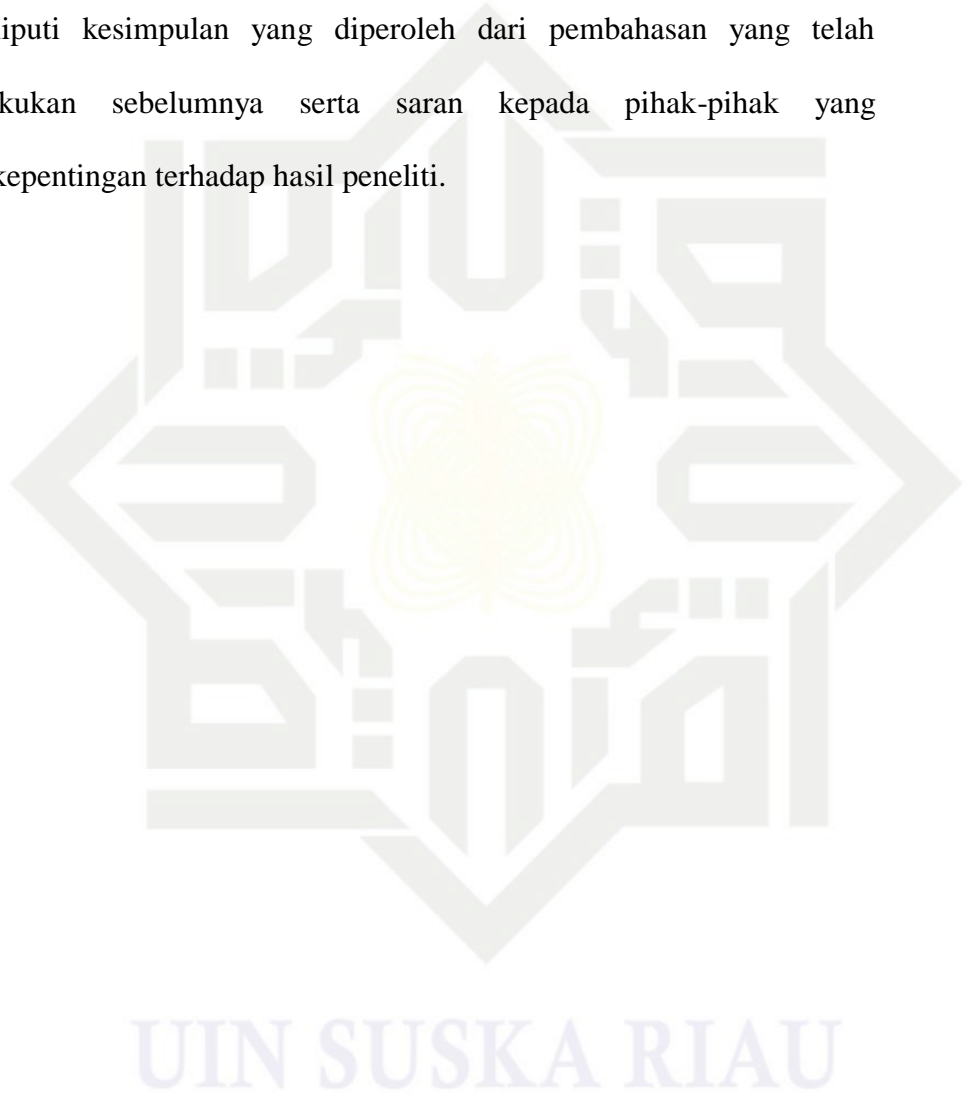 iputi kesimpulan yang diperoleh dari pembahasan yang telah
kukan sebelumnya serta saran kepada pihak-pihak yang
kepentingan terhadap hasil peneliti.
UIN SUSKA RIAU